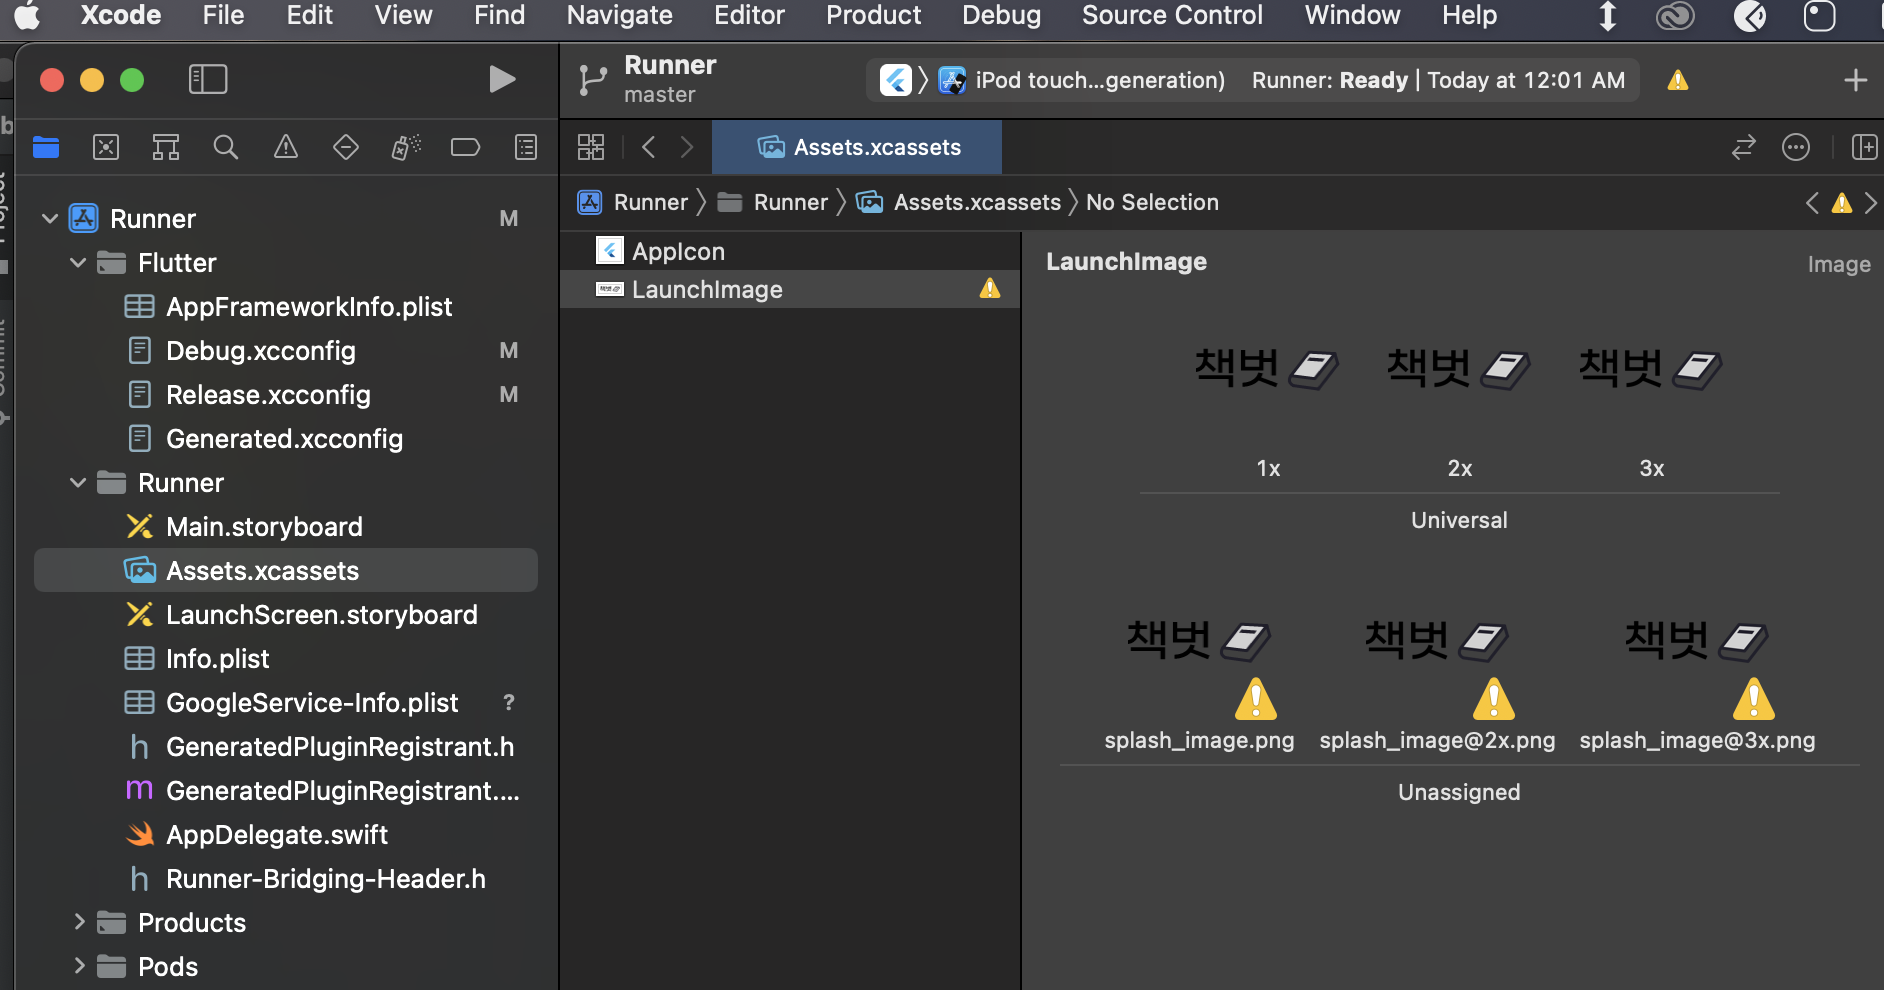 Xcode File Edit View Find Navigate Editor Product Debug Source Control Window Help
Runner
master
iPod touch...generation) Runner: Ready | Today at 12:01 AM
Assets.xcassets
Runner Runner Assets.xcassets No Selection
Runner M
Flutter
AppFrameworkInfo.plist
Debug.xcconfig M
Release.xcconfig M
Generated.xcconfig
Runner
Main.storyboard
Assets.xcassets
LaunchScreen.storyboard
Info.plist
GoogleService-Info.plist ?
h GeneratedPluginRegistrant.h
m GeneratedPluginRegistrant....
AppDelegate.swift
h Runner-Bridging-Header.h
Products
Pods
AppIcon
LaunchImage
LaunchImage Image
책벗 책벗 책벗
1x 2x 3x
Universal
책벗 책벗 책벗
splash_image.png splash_image@2x.png splash_image@3x.png
Unassigned